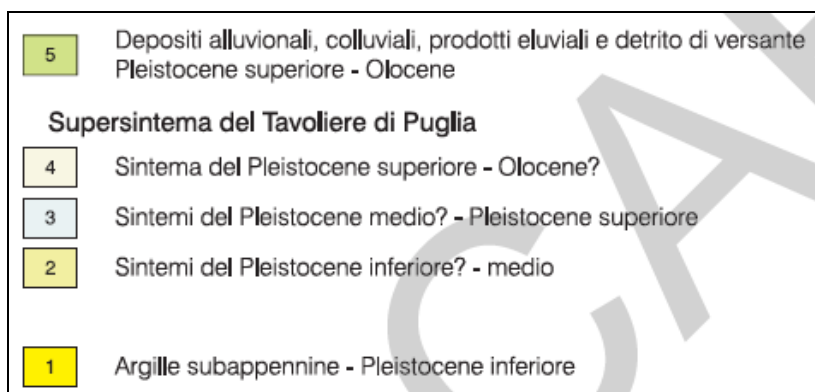 5 Depositi alluvionali, colluviali, prodotti eluviali e detrito di versante
Pleistocene superiore - Olocene
Supersintema del Tavoliere di Puglia
4 Sintema del Pleistocene superiore - Olocene?
3 Sintemi del Pleistocene medio? - Pleistocene superiore
2 Sintemi del Pleistocene inferiore? - medio
1 Argille subappennine - Pleistocene inferiore